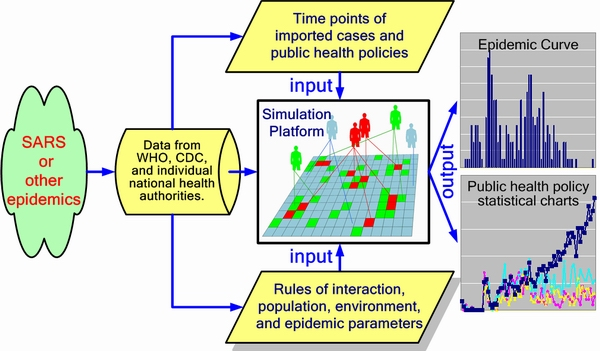 SARS
or
other
epidemics
Data from
WHO, CDC,
and individual
national health
authorities.
Time points of
imported cases and
public health policies
input
Simulation
Platform
input
Rules of interaction,
population, environment,
and epidemic parameters
output
Epidemic Curve
Public health policy
statistical charts